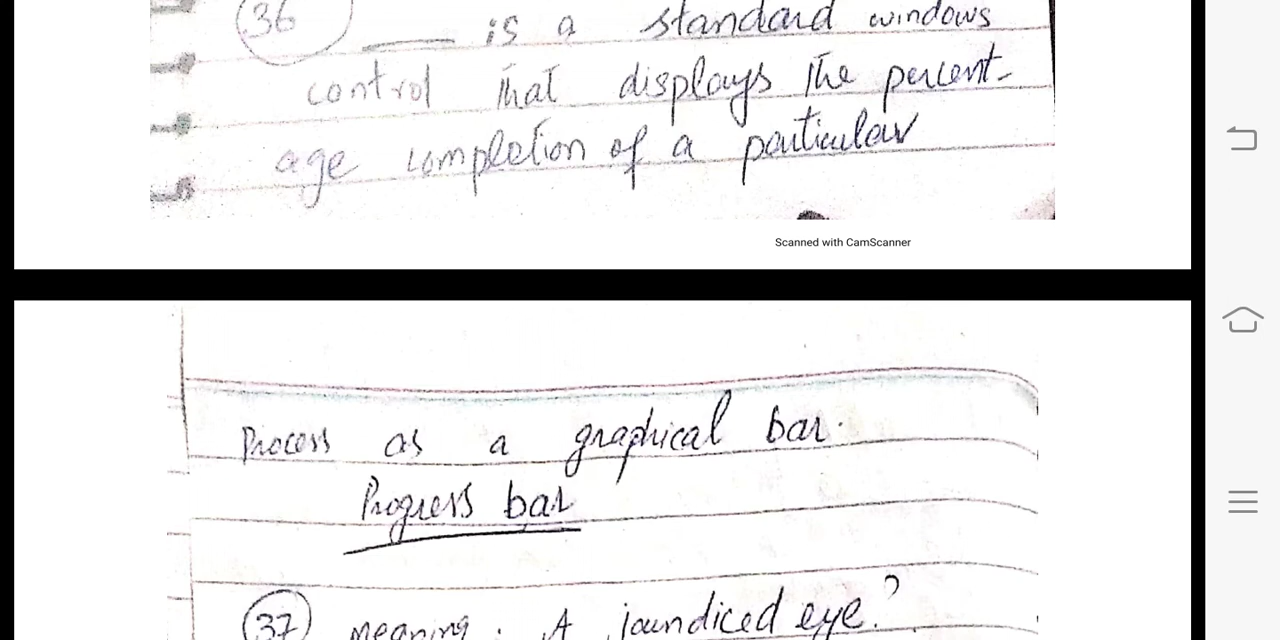 36 ____ is a standard windows
control that displays the percent-
age completion of a particular
Scanned with CamScanner
Process as a graphical bar.
Progress bar
37 meaning : A jaundiced eye?